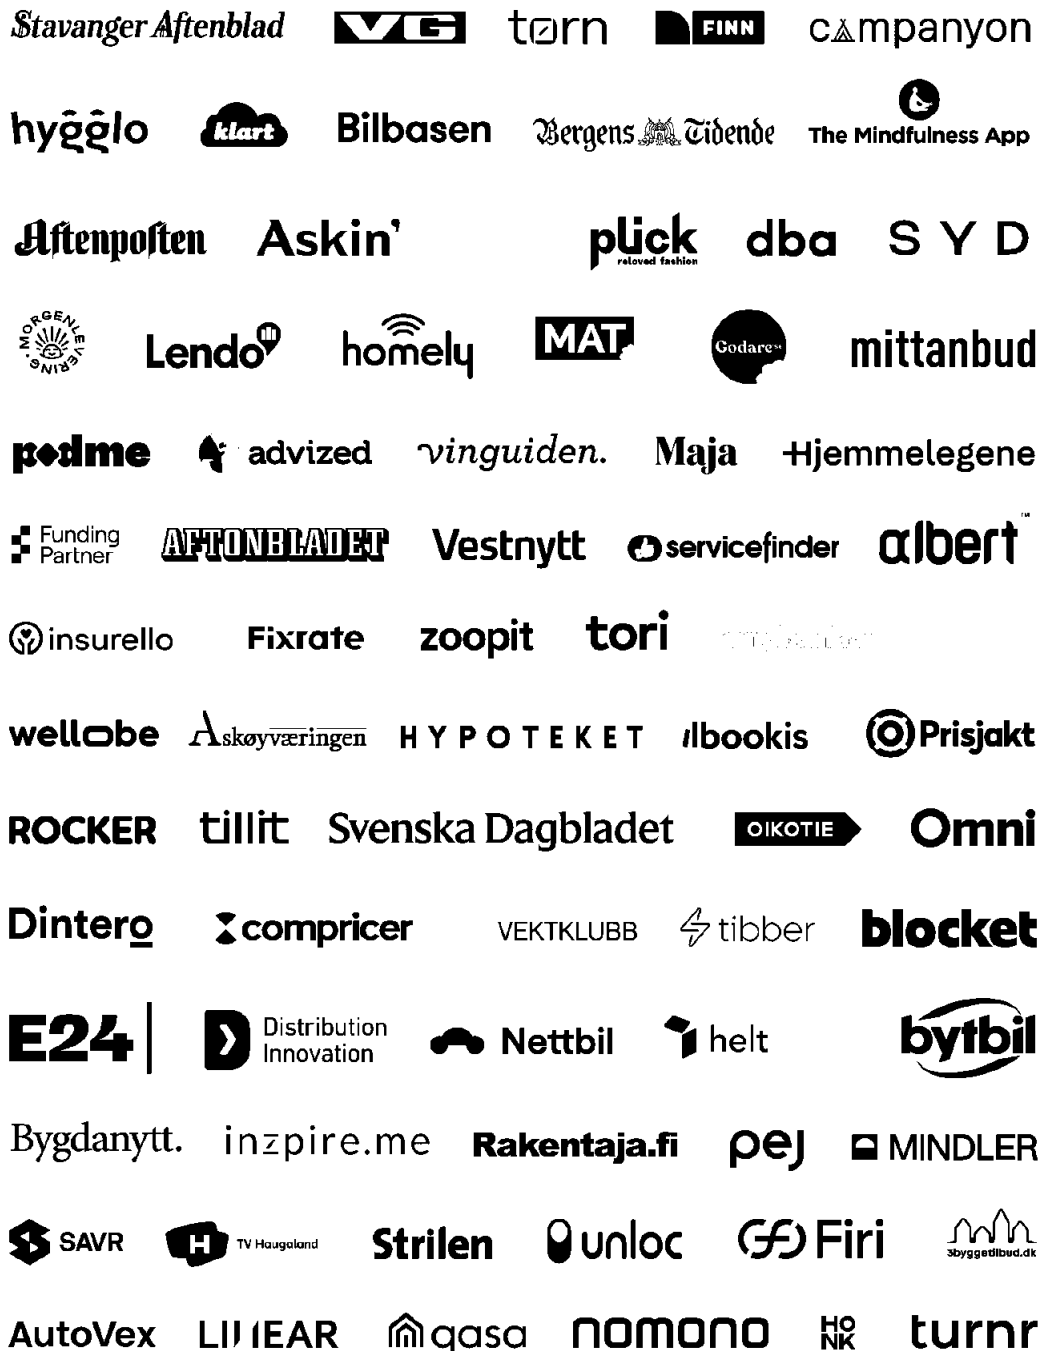 Stavanger Aftenblad VG tørn FINN campanyon
hygglo klart Bilbasen Bergens Tidende The Mindfulness App
Aftenposten Askin' plick reloved fashion dba SYD
MORGENLEVERING Lendo homely MAT Godare mittanbud
podme advized vinguiden. Maja Hjemmelegene
Funding Partner AFTONBLADET Vestnytt servicefinder albert™
insurello Fixrate zoopit tori
wellobe Askøyværingen HYPOTEKET bookis Prisjakt
ROCKER tillit Svenska Dagbladet OIKOTIE Omni
Dintero compricer VEKTKLUBB tibber blocket
E24 Distribution Innovation Nettbil helt bytbil
Bygdanytt. inzpire.me Rakentaja.fi pej MINDLER
SAVR H TV Haugaland Strilen unloc Firi 3byggetilbud.dk
AutoVex LINEAR qasa nomono HONK turnr